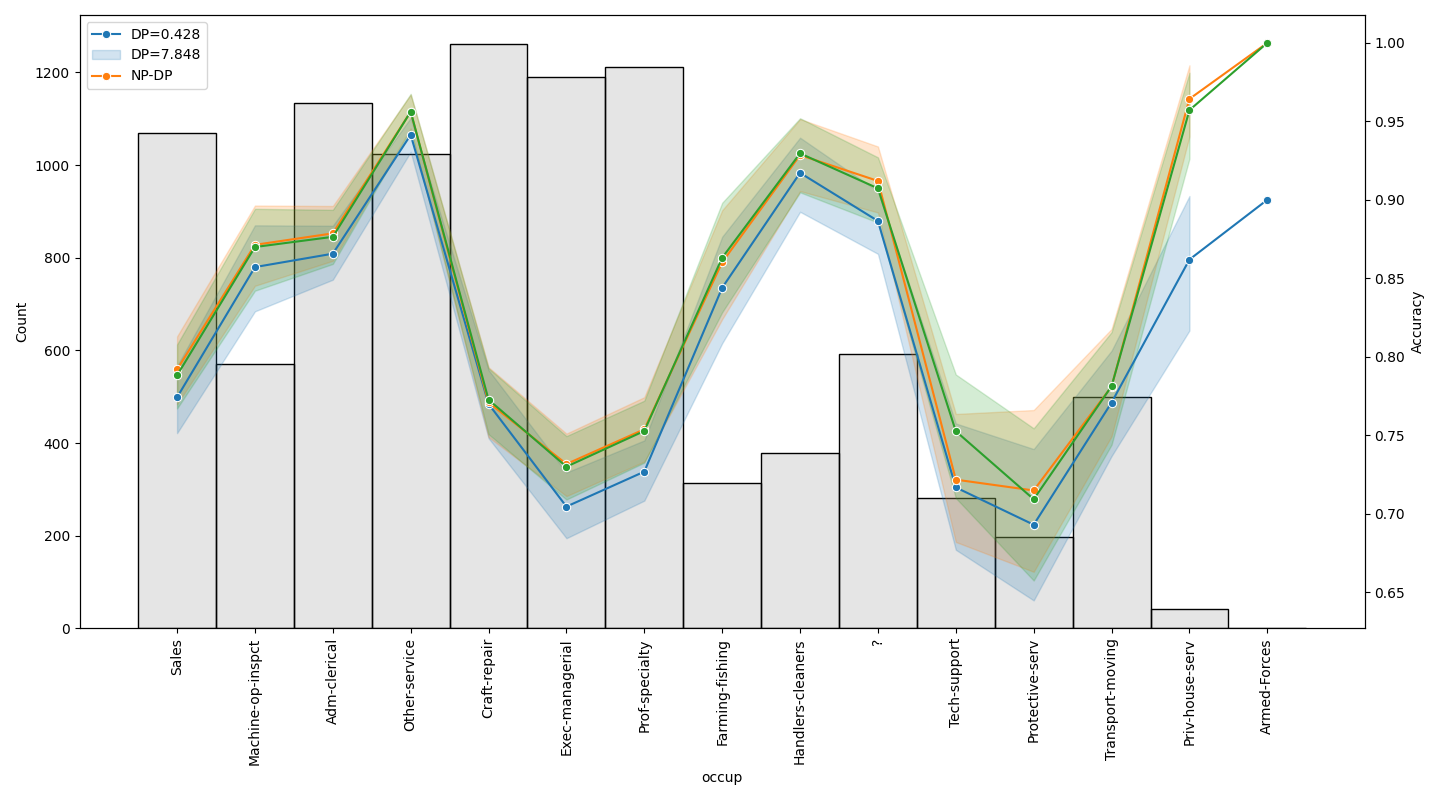 DP=0.428
DP=7.848
NP-DP
1200
1000
800
600
400
200
0
Count
1.00
0.95
0.90
0.85
0.80
0.75
0.70
0.65
Accuracy
Sales
Machine-op-inspct
Adm-clerical
Other-service
Craft-repair
Exec-managerial
Prof-specialty
Farming-fishing
Handlers-cleaners
?
Tech-support
Protective-serv
Transport-moving
Priv-house-serv
Armed-Forces
occup